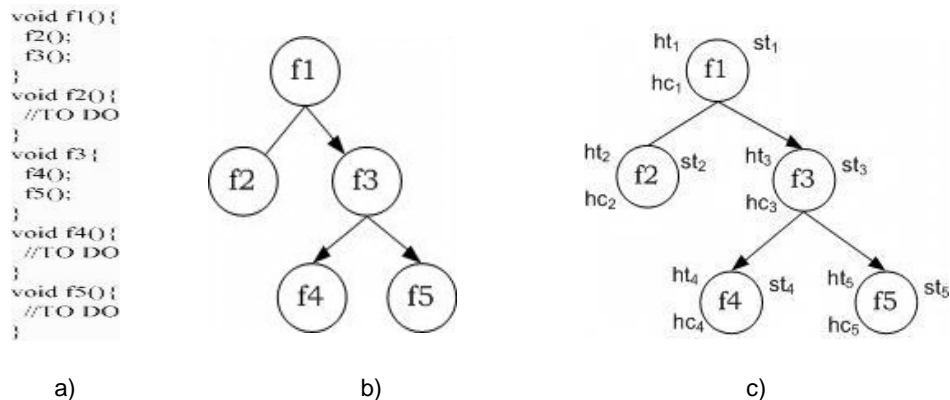 void f1(){
f2();
f3();
}
void f2(){
//TO DO
}
void f3{
f4();
f5();
}
void f4(){
//TO DO
}
void f5(){
//TO DO
}
a)
f1
f2 f3
f4 f5
b)
ht1 st1
f1
hc1
ht2 st2
f2
hc2
ht3 st3
f3
hc3
ht4 st4
f4
hc4
ht5 st5
f5
hc5
c)